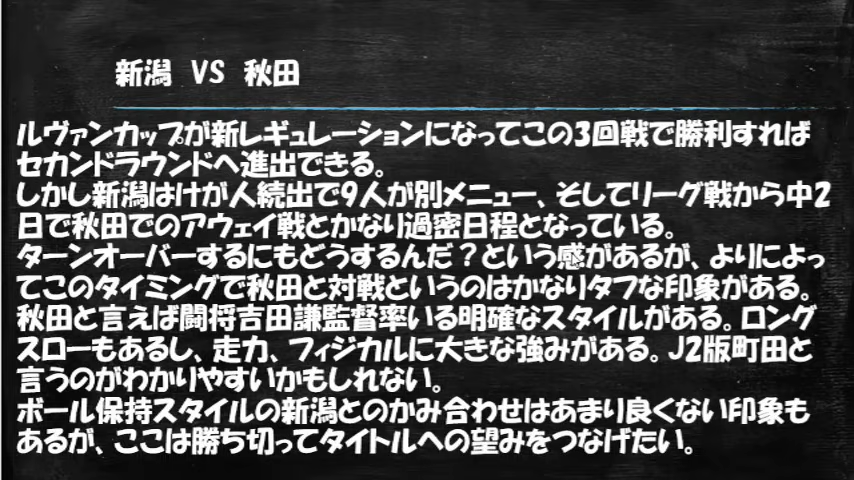 新潟　VS　秋田
ルヴァンカップが新レギュレーションになってこの3回戦で勝利すれば
セカンドラウンドへ進出できる。
しかし新潟はけが人続出で9人が別メニュー、そしてリーグ戦から中2
日で秋田でのアウェイ戦とかなり過密日程となっている。
ターンオーバーするにもどうするんだ？という感があるが、よりによっ
てこのタイミングで秋田と対戦というのはかなりタフな印象がある。
秋田と言えば闘将吉田謙監督率いる明確なスタイルがある。ロング
スローもあるし、走力、フィジカルに大きな強みがある。J2版町田と
言うのがわかりやすいかもしれない。
ボール保持スタイルの新潟とのかみ合わせはあまり良くない印象も
あるが、ここは勝ち切ってタイトルへの望みをつなげたい。